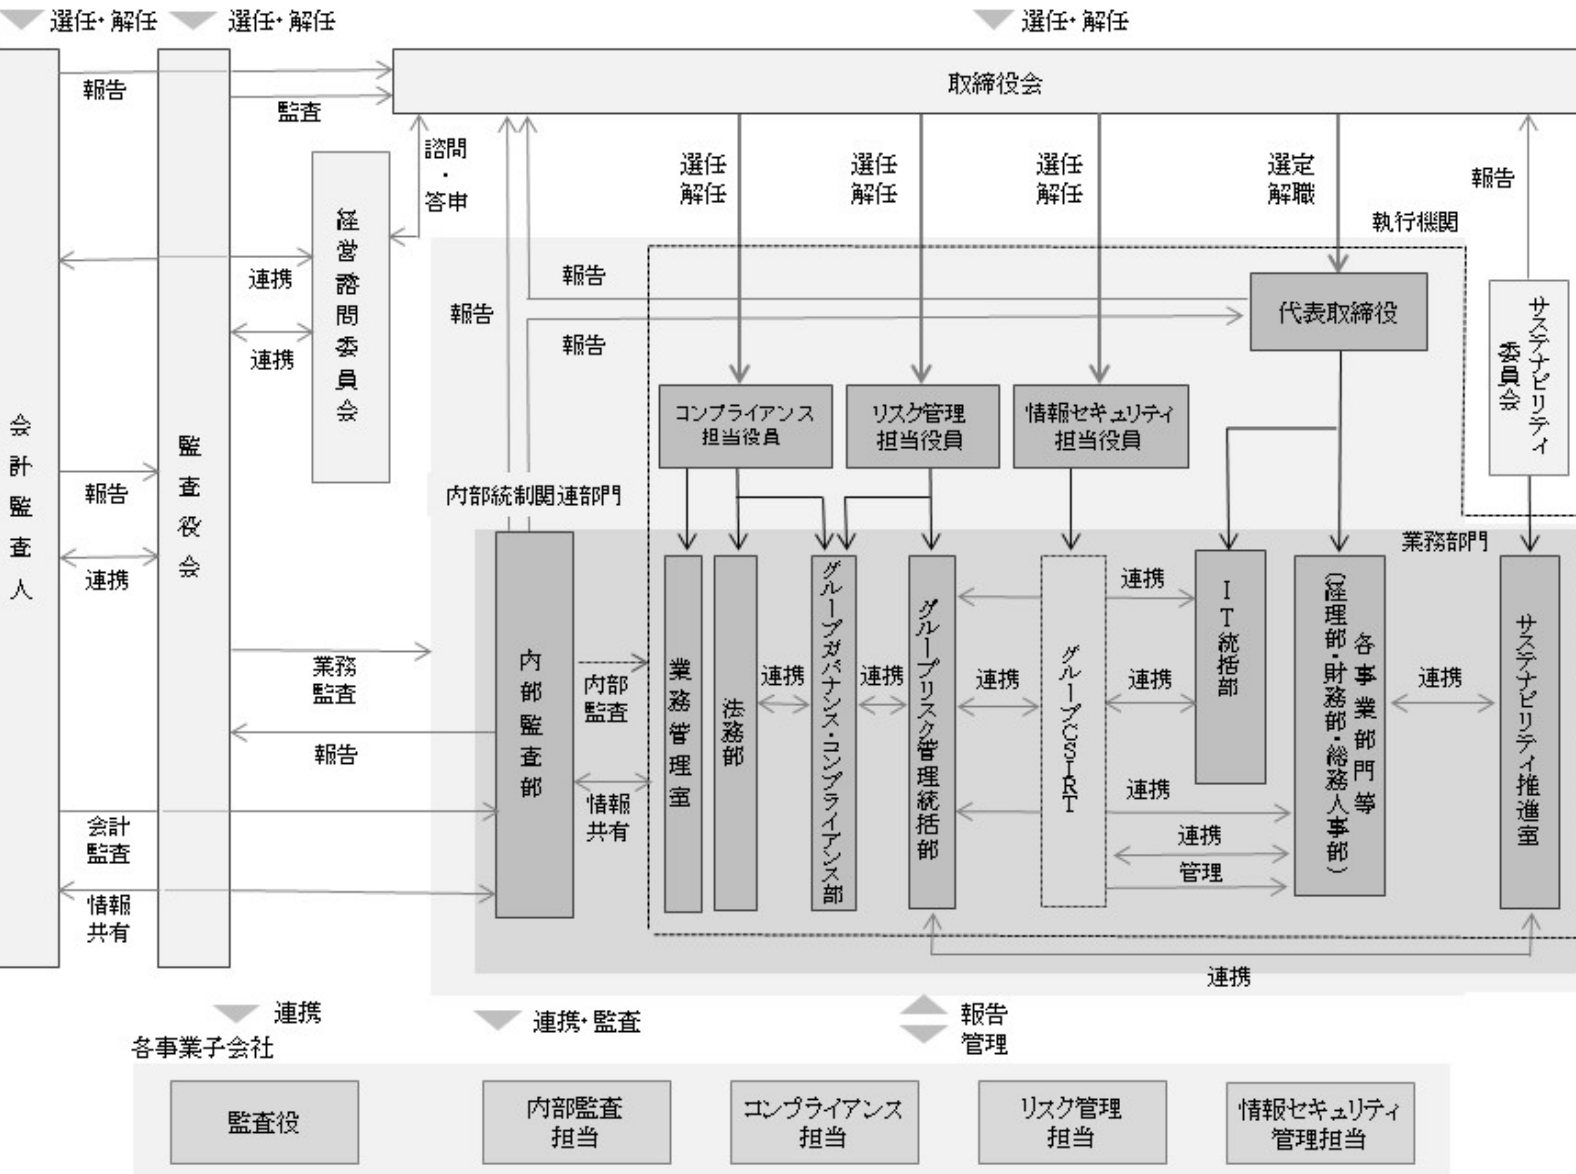 選任・解任
選任・解任
選任・解任
報告
監査
取締役会
諮問
・
答申
選任
解任
選任
解任
選任
解任
選定
解職
報告
執行機関
経営諮問委員会
連携
連携
報告
報告
報告
代表取締役
サステナビリティ
委員会
会計監査人
監査役会
報告
連携
コンプライアンス
担当役員
リスク管理
担当役員
情報セキュリティ
担当役員
内部統制関連部門
業務部門
業務
監査
報告
会計
監査
情報
共有
内部監査部
内部
監査
情報
共有
業務管理室
法務部
連携
グループガバナンス・コンプライアンス部
連携
グループリスク管理統括部
連携
グループCSIRT
連携
連携
連携
連携
管理
IT統括部
各事業部門等
（経理部・財務部・総務人事部）
連携
サステナビリティ推進室
連携
連携
連携・監査
報告
管理
各事業子会社
監査役
内部監査
担当
コンプライアンス
担当
リスク管理
担当
情報セキュリティ
管理担当